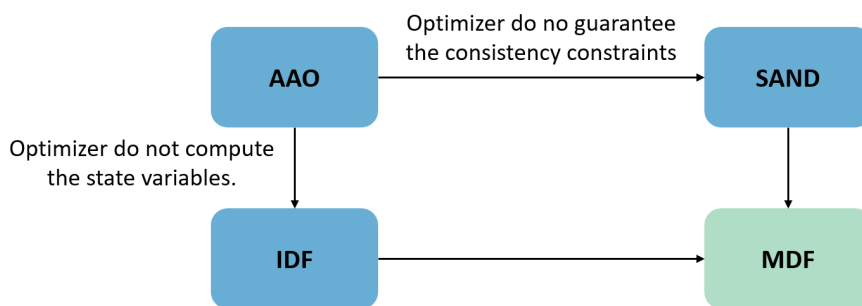 Optimizer do no guarantee
the consistency constraints
AAO
SAND
Optimizer do not compute
the state variables.
IDF
MDF